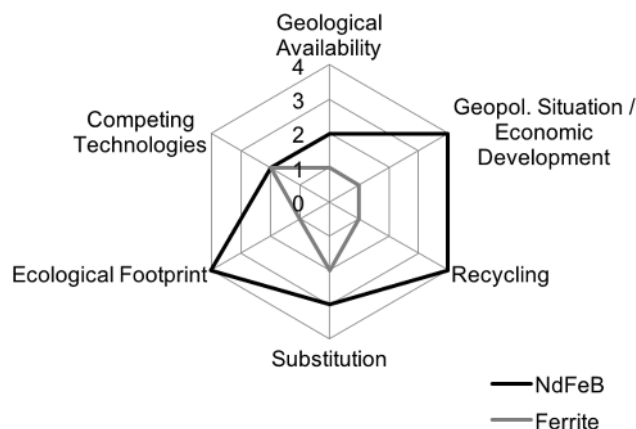 Geological
Availability
4
3
2
1
0
Geopol. Situation /
Economic
Development
Competing
Technologies
Ecological Footprint
Recycling
Substitution
NdFeB
Ferrite